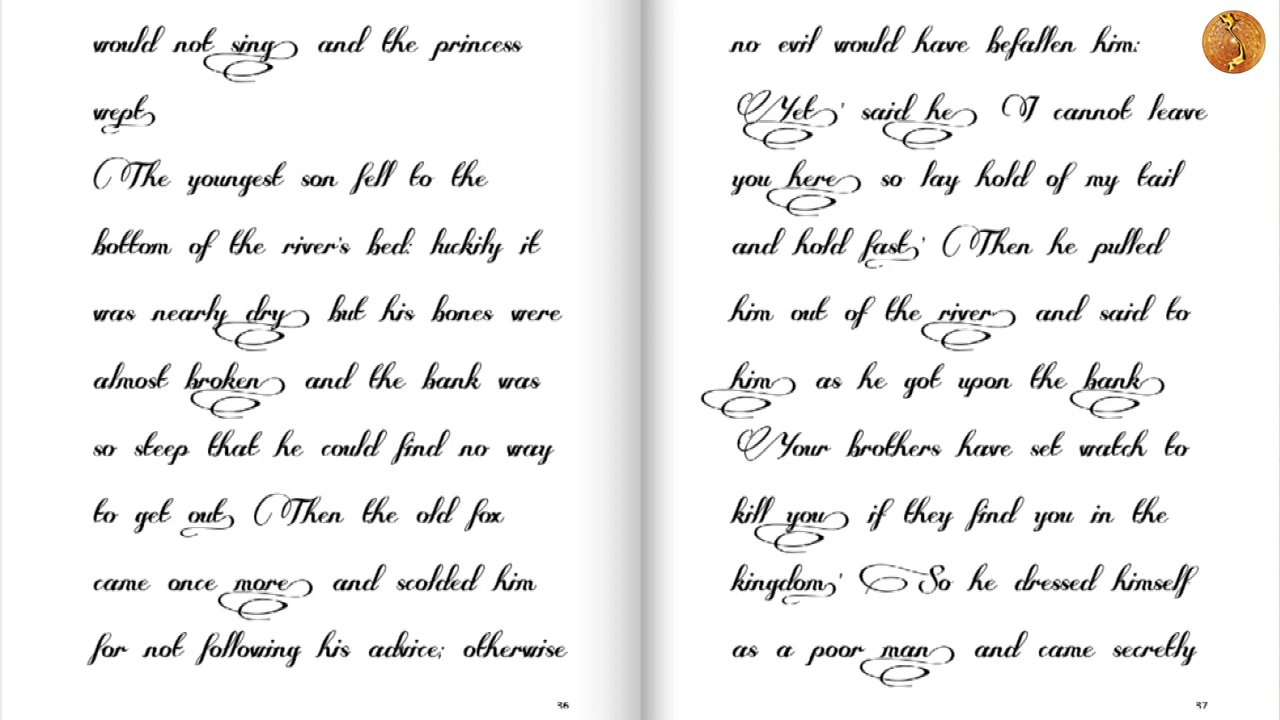 would not sing, and the princess
wept.
The youngest son fell to the
bottom of the river's bed: luckily it
was nearly dry, but his bones were
almost broken, and the bank was
so steep that he could find no way
to get out. Then the old fox
came once more, and scolded him
for not following his advice; otherwise
36
no evil would have befallen him:
'Yet,' said he, 'I cannot leave
you here, so lay hold of my tail
and hold fast.' Then he pulled
him out of the river, and said to
him, as he got upon the bank,
'Your brothers have set watch to
kill you, if they find you in the
kingdom.' So he dressed himself
as a poor man, and came secretly
37